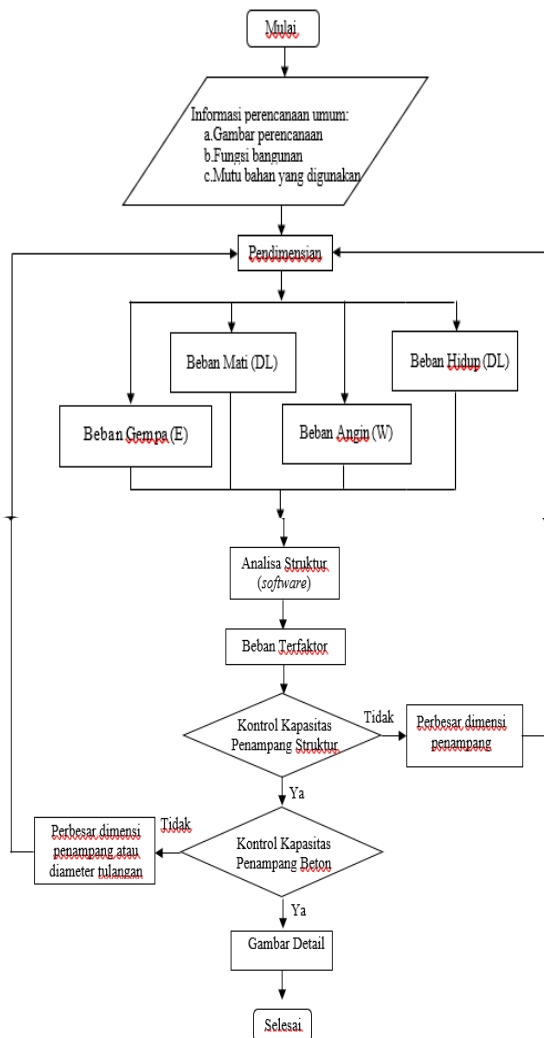 Mulai
Informasi perencanaan umum:
a.Gambar perencanaan
b.Fungsi bangunan
c.Mutu bahan yang digunakan
Pendimensian
Beban Mati (DL)
Beban Hidup (DL)
Beban Gempa (E)
Beban Angin (W)
Analisa Struktur
(software)
Beban Terfaktor
Kontrol Kapasitas
Penampang Struktur
Tidak
Perbesar dimensi
penampang
Ya
Kontrol Kapasitas
Penampang Beton
Tidak
Perbesar dimensi
penampang atau
diameter tulangan
Ya
Gambar Detail
Selesai